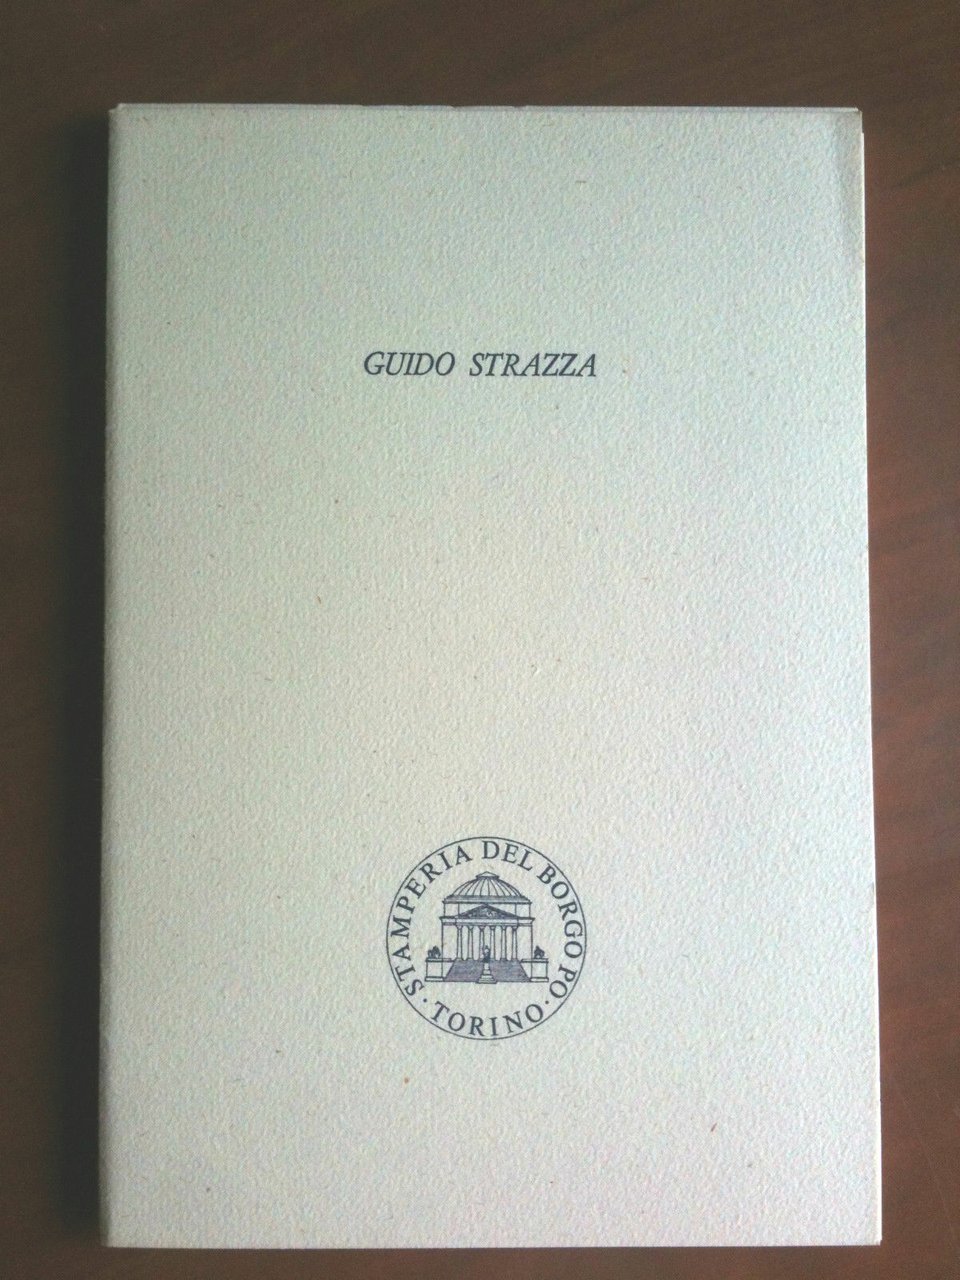 GUIDO STRAZZA
STAMPERIA DEL BORGO PO
· TORINO ·